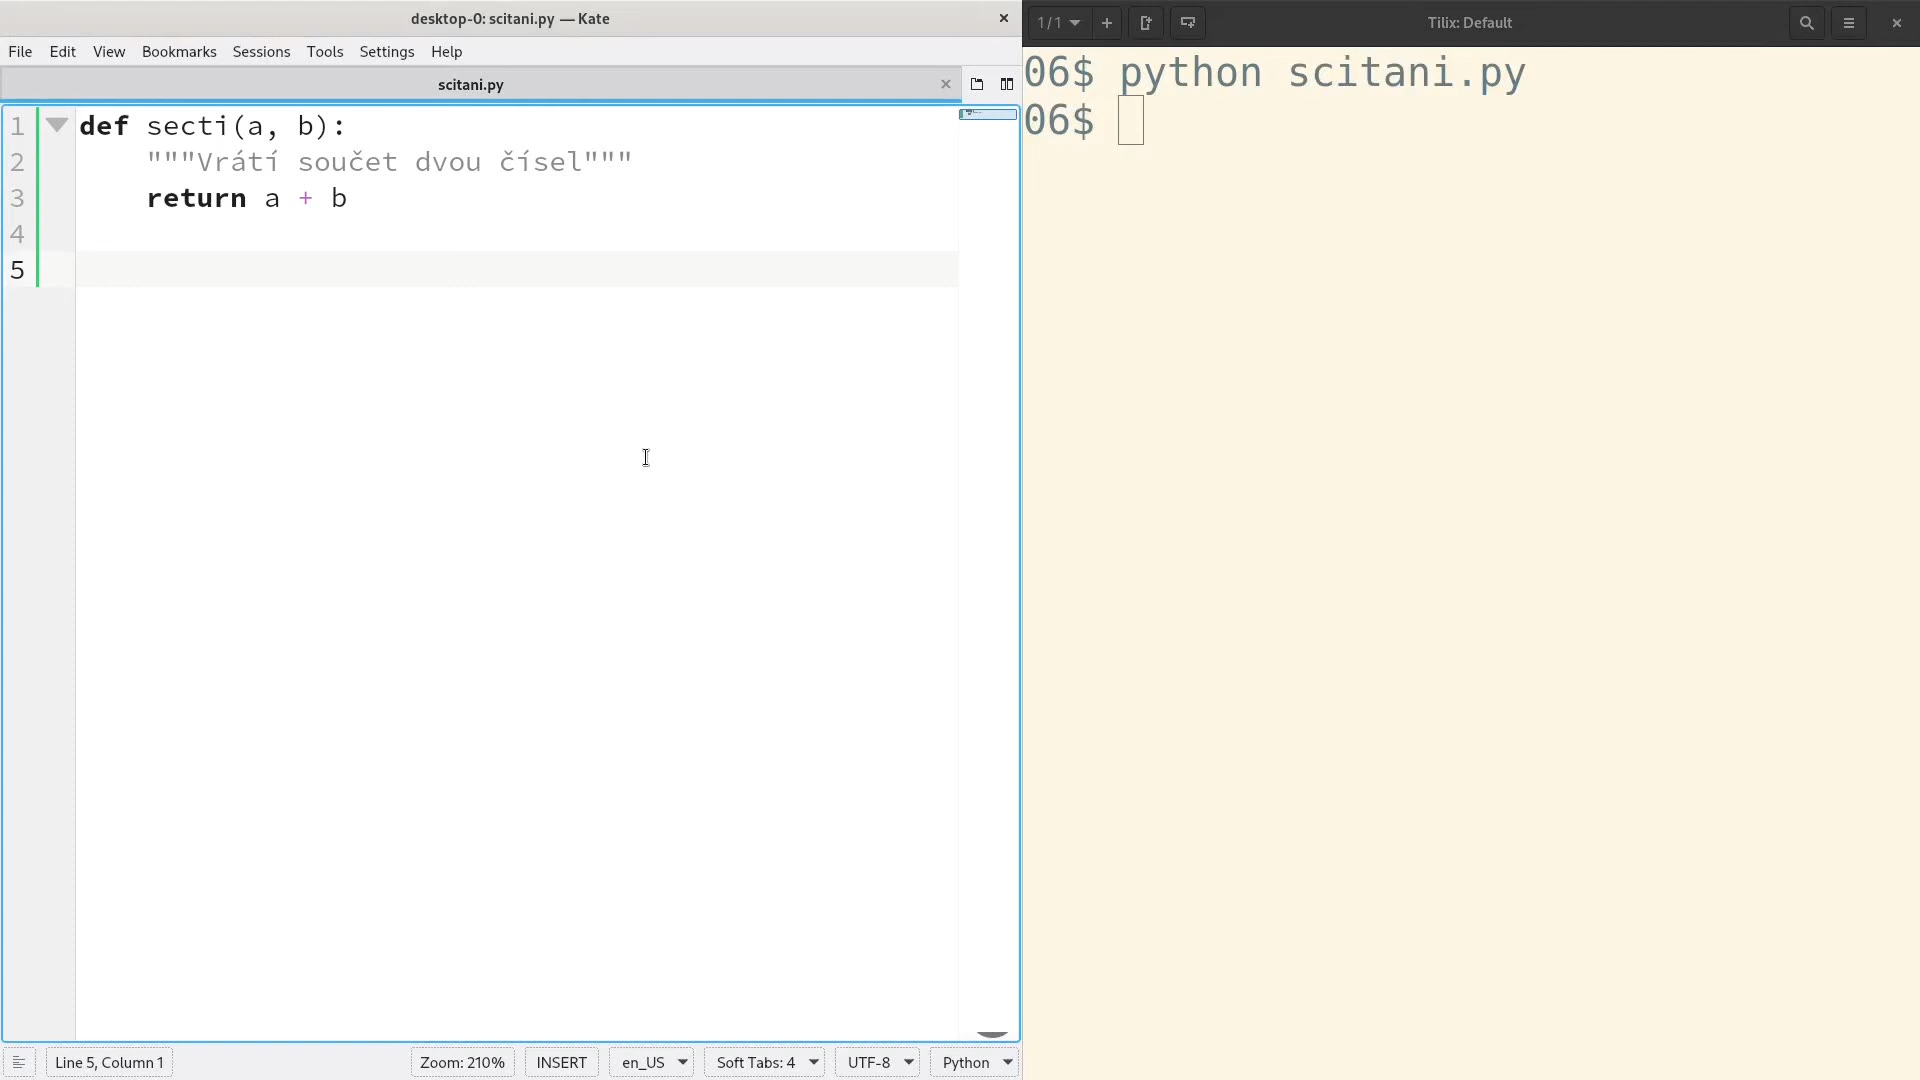 desktop-0: scitani.py — Kate
File Edit View Bookmarks Sessions Tools Settings Help
scitani.py
1 def secti(a, b):
2 """Vrátí součet dvou čísel"""
3 return a + b
4
5
Line 5, Column 1 Zoom: 210% INSERT en_US Soft Tabs: 4 UTF-8 Python
1/1 Tilix: Default
06$ python scitani.py
06$